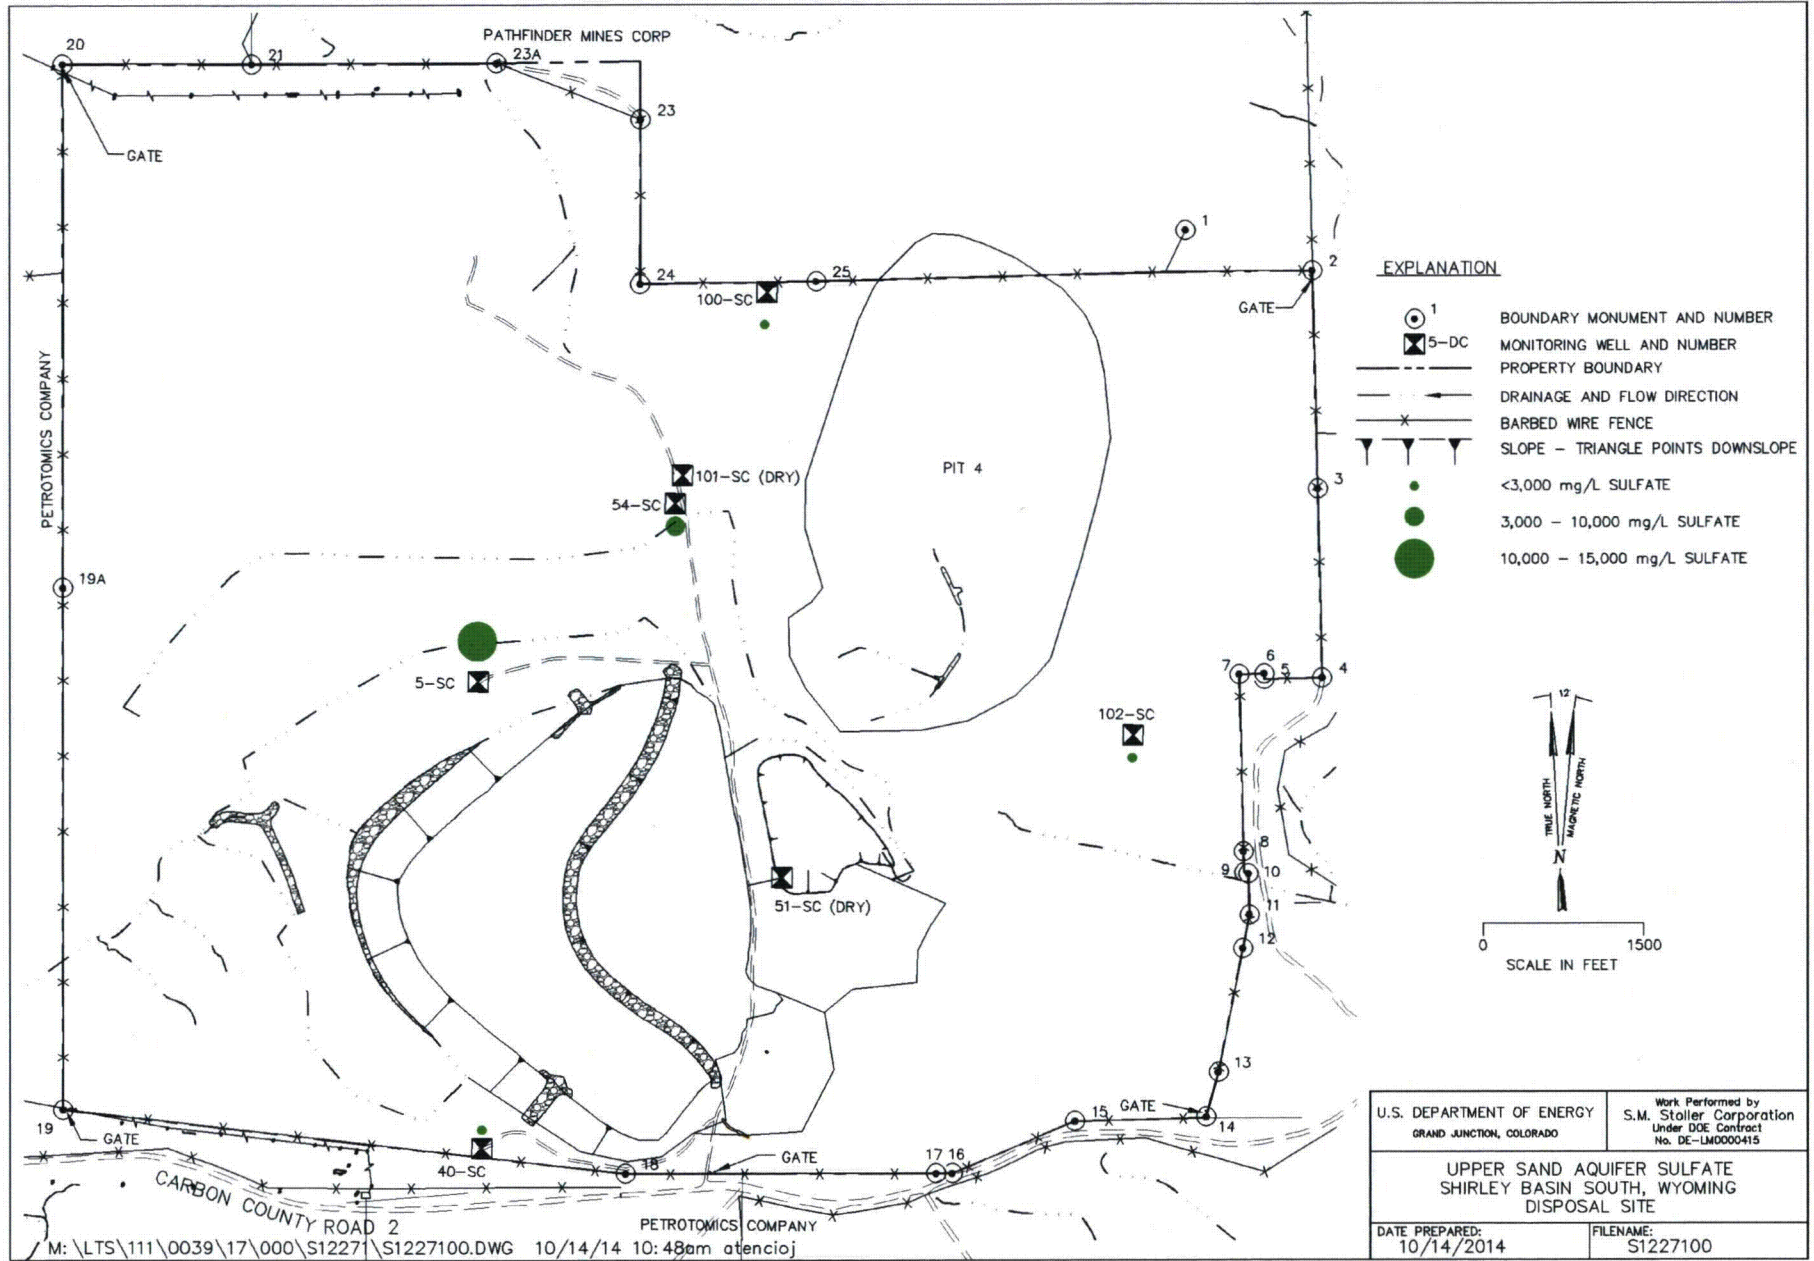 PATHFINDER MINES CORP
20
21
23A
23
GATE
1
24
25
2
100-SC
GATE
EXPLANATION
1
BOUNDARY MONUMENT AND NUMBER
5-DC
MONITORING WELL AND NUMBER
PROPERTY BOUNDARY
DRAINAGE AND FLOW DIRECTION
BARBED WIRE FENCE
SLOPE – TRIANGLE POINTS DOWNSLOPE
<3,000 mg/L SULFATE
3,000 – 10,000 mg/L SULFATE
10,000 – 15,000 mg/L SULFATE
PETROTOMICS COMPANY
PIT 4
101-SC (DRY)
54-SC
3
19A
5-SC
7
6
5
4
102-SC
12°
TRUE NORTH
MAGNETIC NORTH
N
8
9
10
51-SC (DRY)
11
12
0
1500
SCALE IN FEET
13
19
GATE
15
GATE
14
40-SC
18
GATE
17
16
CARBON COUNTY ROAD 2
PETROTOMICS COMPANY
M: \LTS\111\0039\17\000\S12271\S1227100.DWG 10/14/14 10:48am atencioj
U.S. DEPARTMENT OF ENERGY
GRAND JUNCTION, COLORADO
Work Performed by
S.M. Stoller Corporation
Under DOE Contract
No. DE-LM0000415
UPPER SAND AQUIFER SULFATE
SHIRLEY BASIN SOUTH, WYOMING
DISPOSAL SITE
DATE PREPARED:
10/14/2014
FILENAME:
S1227100